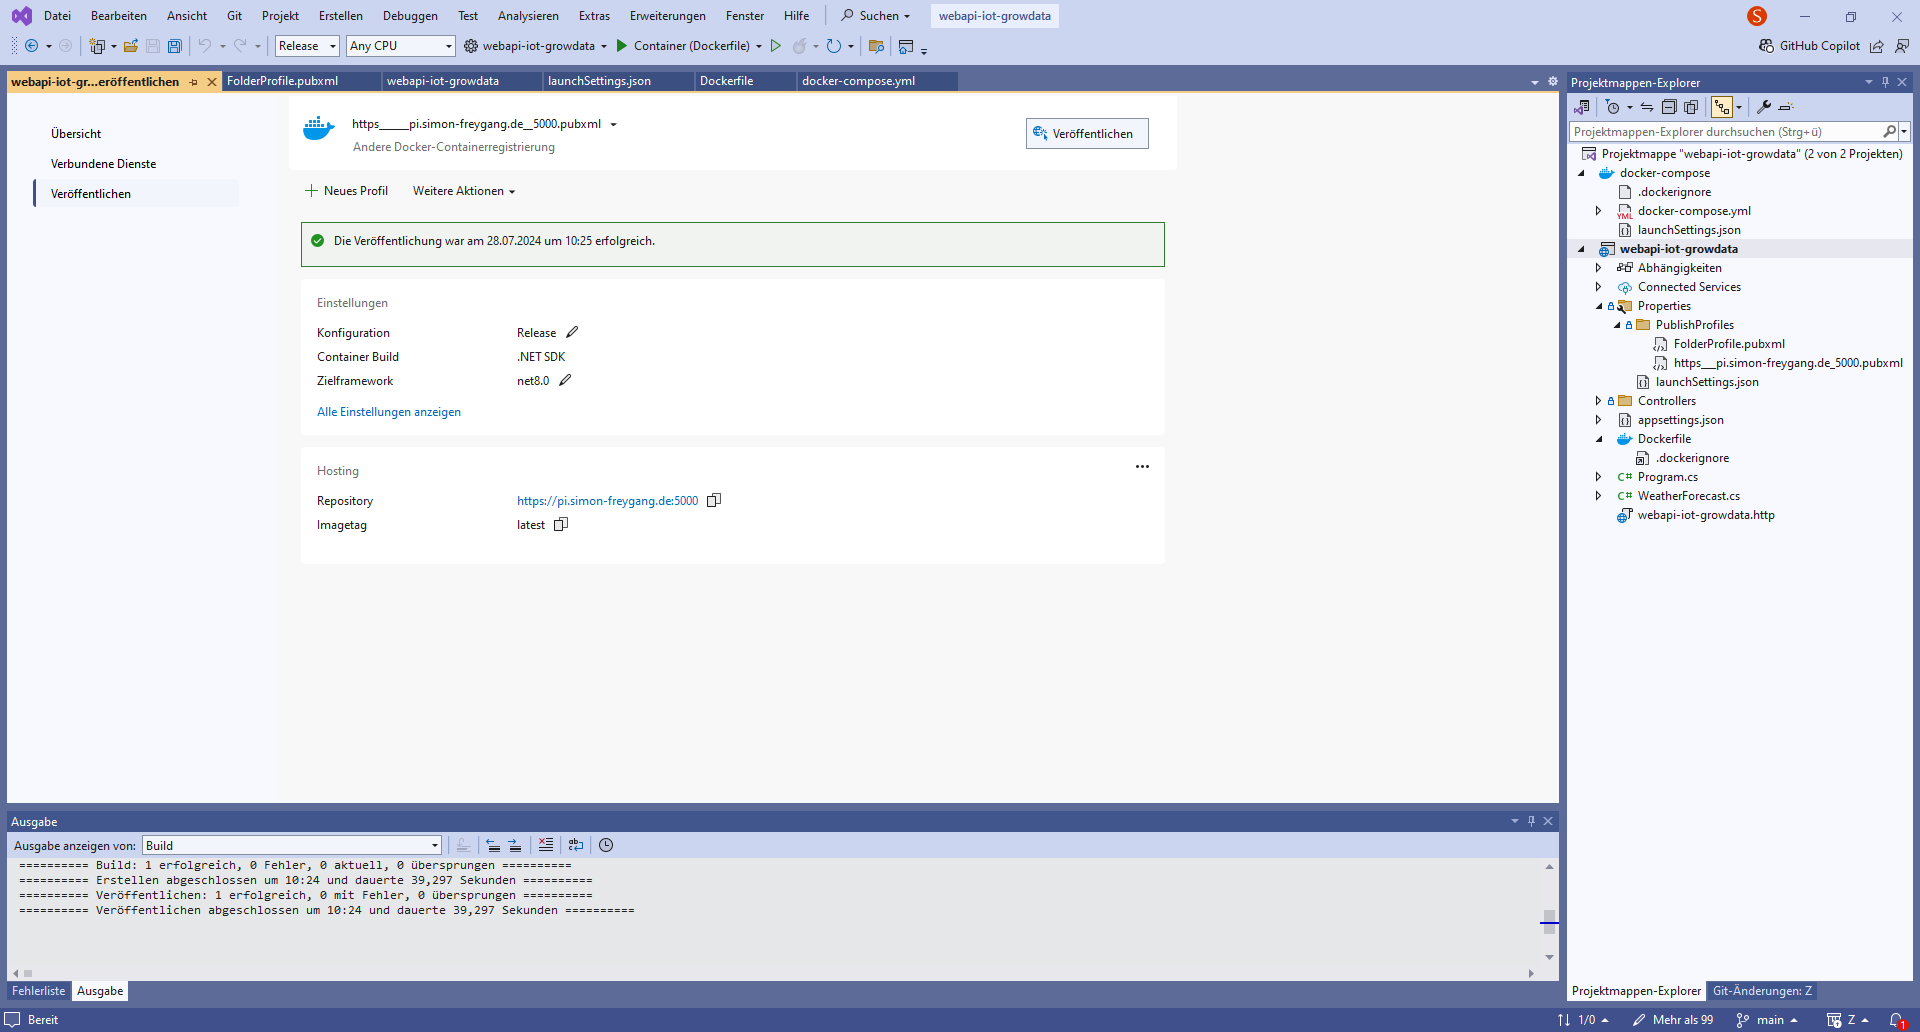 Datei Bearbeiten Ansicht Git Projekt Erstellen Debuggen Test Analysieren Extras Erweiterungen Fenster Hilfe Suchen webapi-iot-growdata S
Release Any CPU webapi-iot-growdata Container (Dockerfile) GitHub Copilot
webapi-iot-gr...eröffentlichen FolderProfile.pubxml webapi-iot-growdata launchSettings.json Dockerfile docker-compose.yml
Übersicht
Verbundene Dienste
Veröffentlichen
https______pi.simon-freygang.de__5000.pubxml
Andere Docker-Containerregistrierung
Veröffentlichen
Neues Profil Weitere Aktionen
Die Veröffentlichung war am 28.07.2024 um 10:25 erfolgreich.
Einstellungen
Konfiguration Release
Container Build .NET SDK
Zielframework net8.0
Alle Einstellungen anzeigen
Hosting
Repository https://pi.simon-freygang.de:5000
Imagetag latest
Projektmappen-Explorer
Projektmappen-Explorer durchsuchen (Strg+ü)
Projektmappe "webapi-iot-growdata" (2 von 2 Projekten)
docker-compose
.dockerignore
YML docker-compose.yml
launchSettings.json
webapi-iot-growdata
Abhängigkeiten
Connected Services
Properties
PublishProfiles
FolderProfile.pubxml
https___pi.simon-freygang.de_5000.pubxml
launchSettings.json
Controllers
appsettings.json
Dockerfile
.dockerignore
C# Program.cs
C# WeatherForecast.cs
webapi-iot-growdata.http
Ausgabe
Ausgabe anzeigen von: Build
========== Build: 1 erfolgreich, 0 Fehler, 0 aktuell, 0 übersprungen ==========
========== Erstellen abgeschlossen um 10:24 und dauerte 39,297 Sekunden ==========
========== Veröffentlichen: 1 erfolgreich, 0 mit Fehler, 0 übersprungen ==========
========== Veröffentlichen abgeschlossen um 10:24 und dauerte 39,297 Sekunden ==========
Fehlerliste Ausgabe
Projektmappen-Explorer Git-Änderungen: Z
Bereit 1/0 Mehr als 99 main Z 1